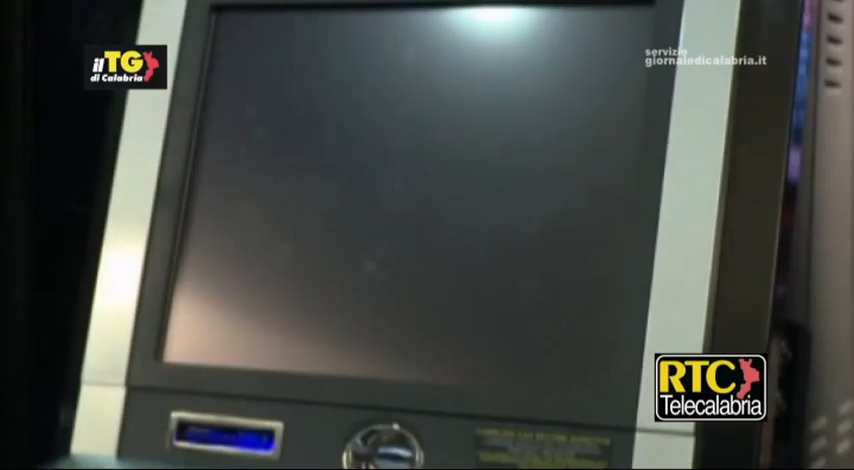 il TG
di Calabria
servizio
giornaledicalabria.it
RTC
Telecalabria